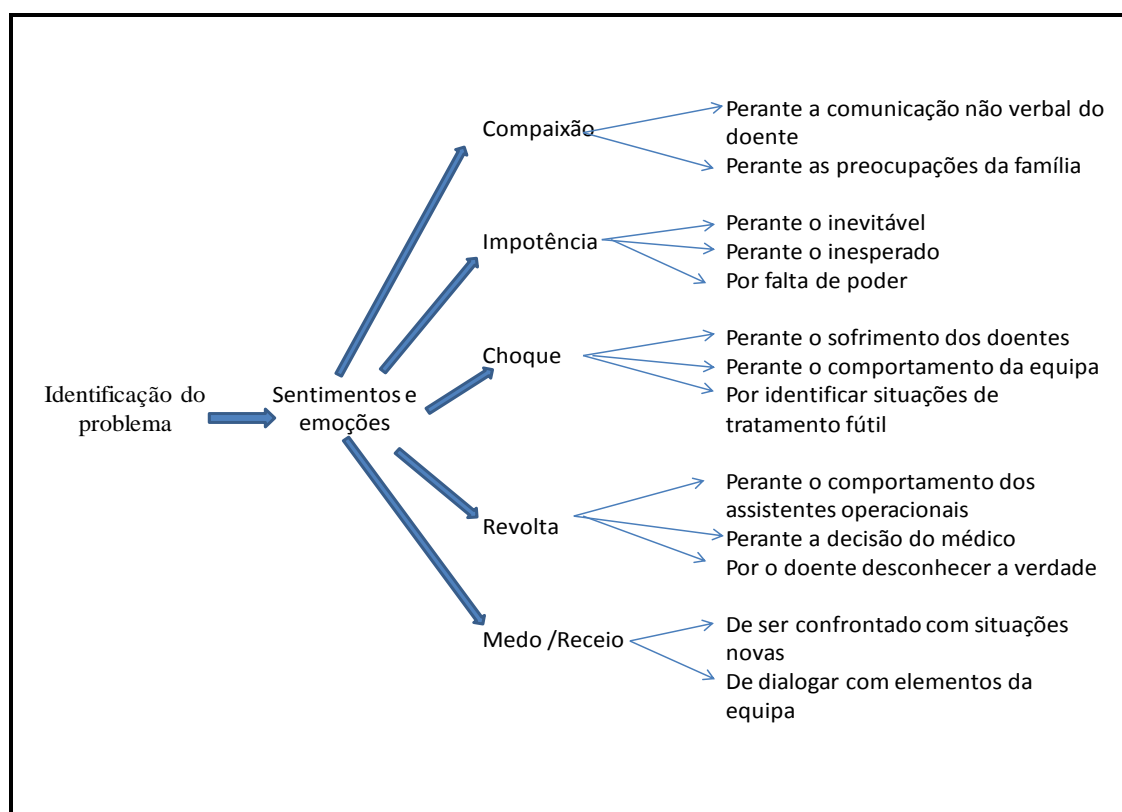 Identificação do
problema
Sentimentos e
emoções
Compaixão
Perante a comunicação não verbal do
doente
Perante as preocupações da família
Impotência
Perante o inevitável
Perante o inesperado
Por falta de poder
Choque
Perante o sofrimento dos doentes
Perante o comportamento da equipa
Por identificar situações de
tratamento fútil
Revolta
Perante o comportamento dos
assistentes operacionais
Perante a decisão do médico
Por o doente desconhecer a verdade
Medo /Receio
De ser confrontado com situações
novas
De dialogar com elementos da
equipa